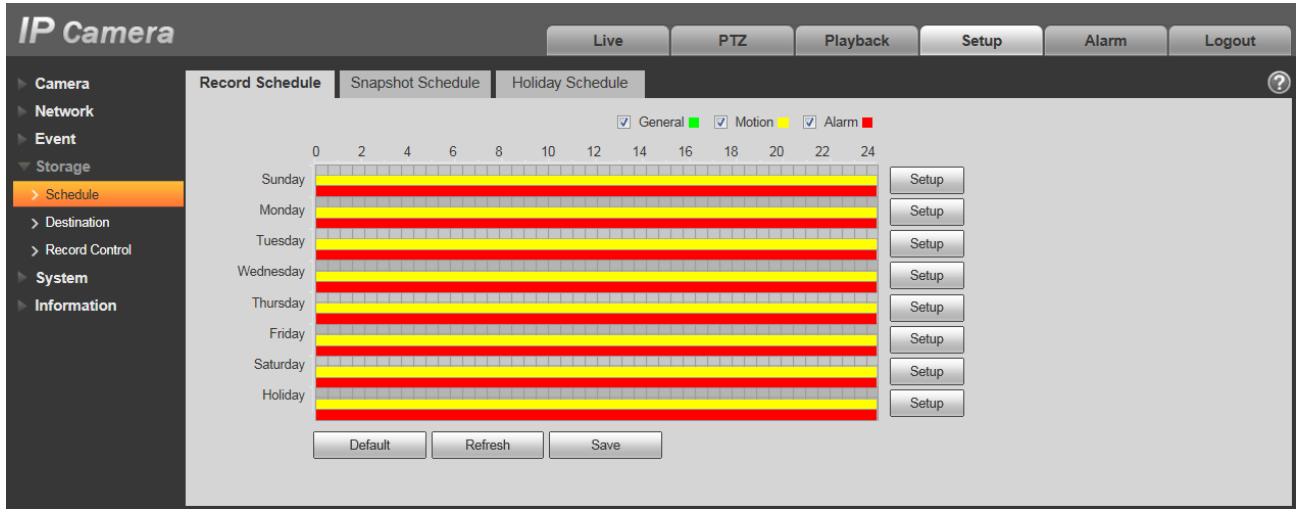 IP Camera
Live PTZ Playback Setup Alarm Logout
Camera
Network
Event
Storage
Schedule
Destination
Record Control
System
Information
Record Schedule Snapshot Schedule Holiday Schedule ?
General Motion Alarm
0 2 4 6 8 10 12 14 16 18 20 22 24
Sunday Setup
Monday Setup
Tuesday Setup
Wednesday Setup
Thursday Setup
Friday Setup
Saturday Setup
Holiday Setup
Default Refresh Save